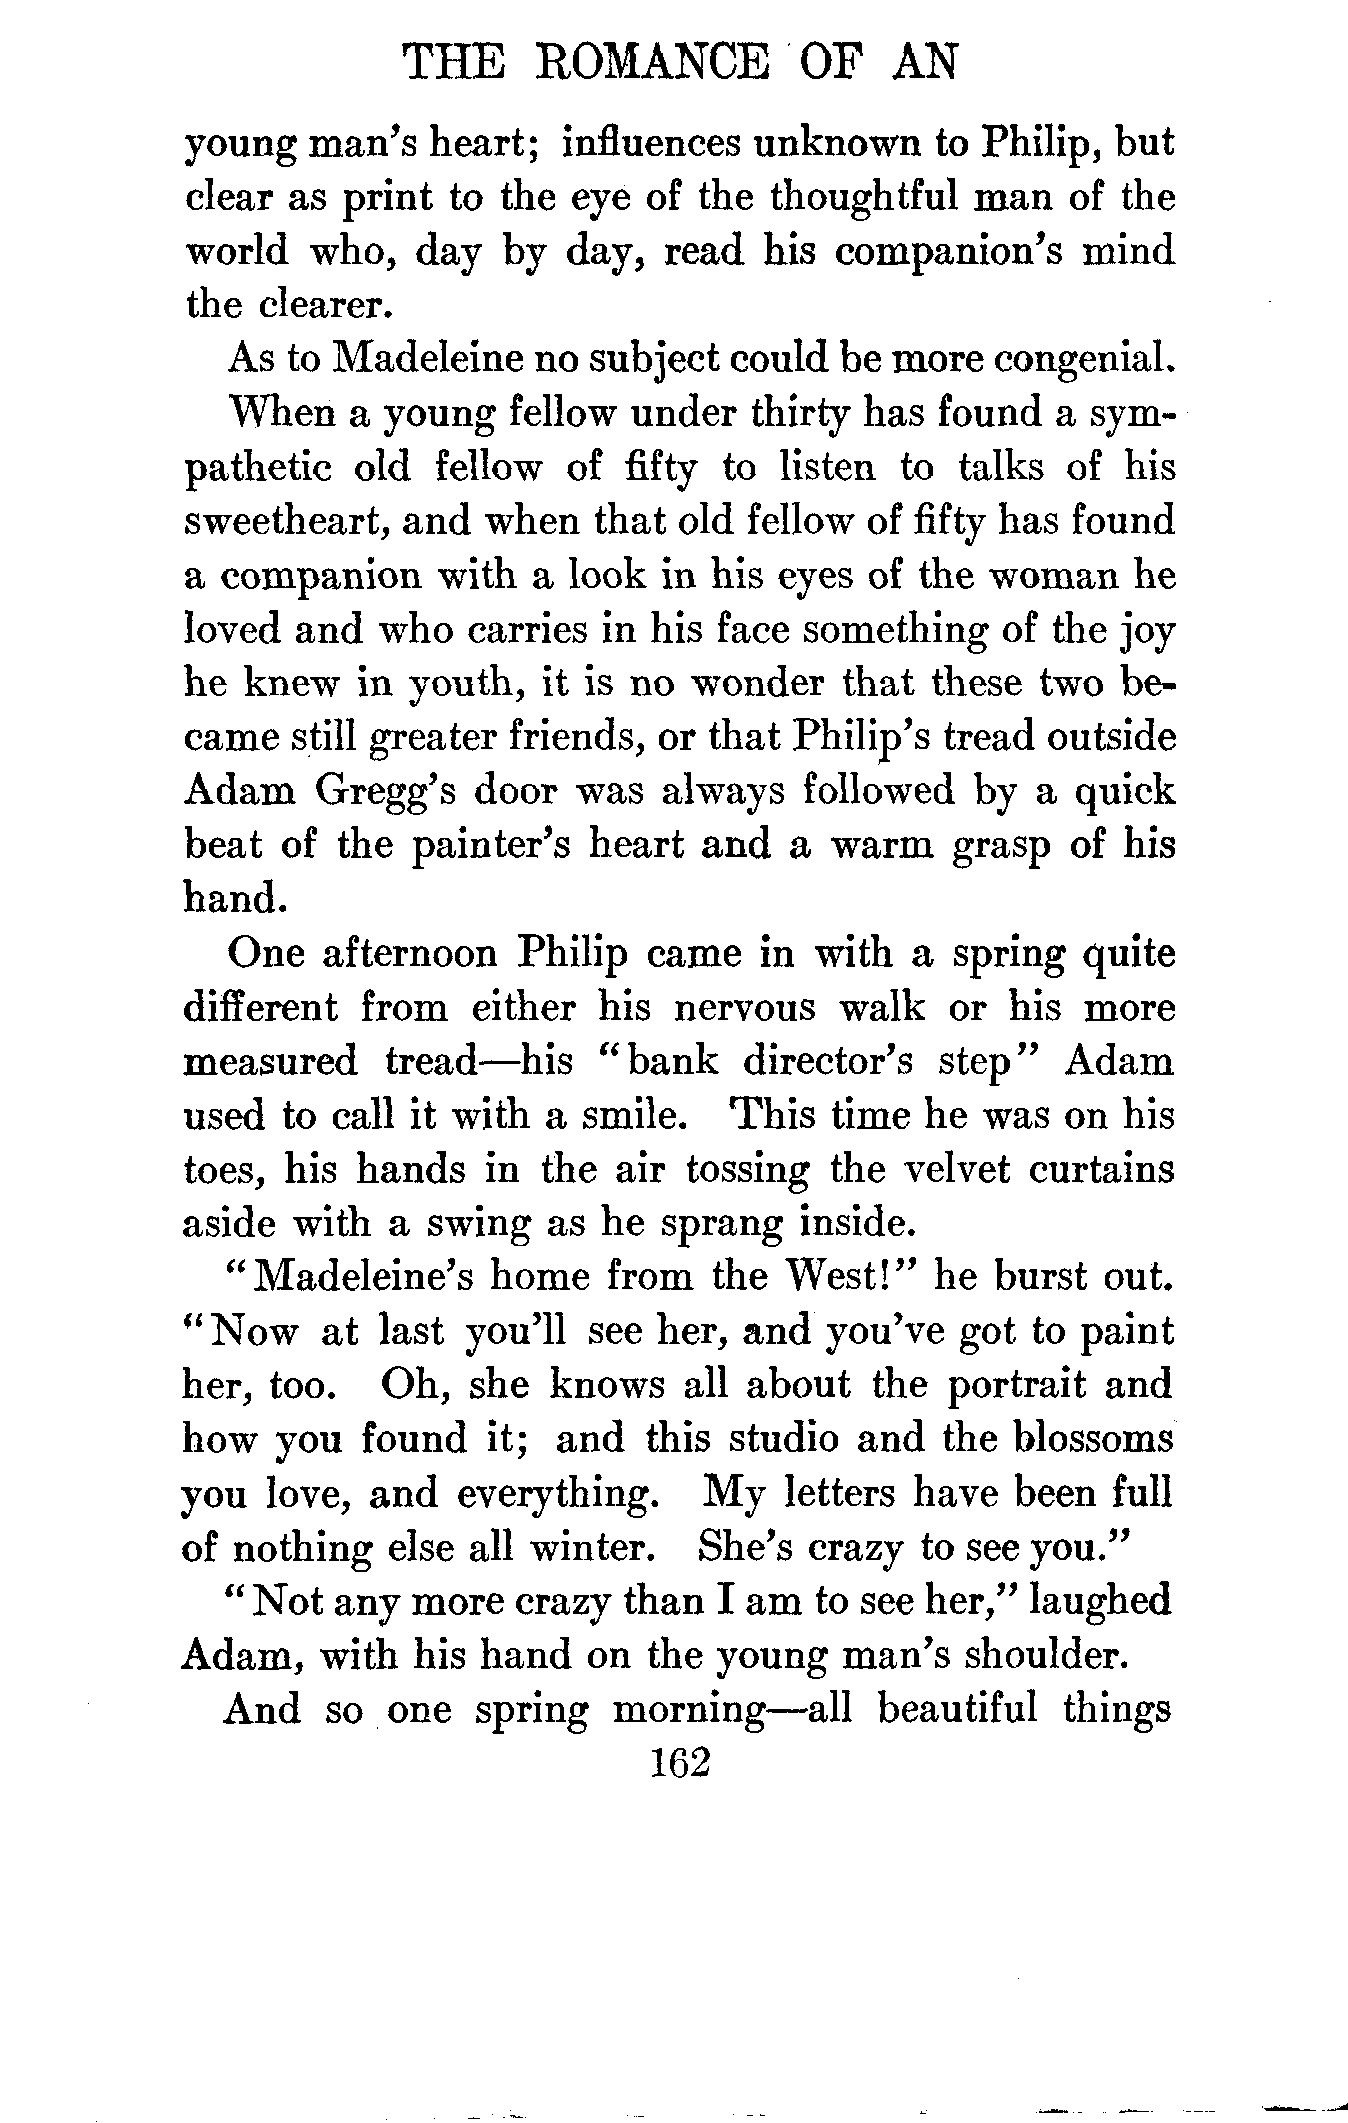 THE ROMANCE OF AN
young man's heart; influences unknown to Philip, but
clear as print to the eye of the thoughtful man of the
world who, day by day, read his companion's mind
the clearer.
As to Madeleine no subject could be more congenial.
When a young fellow under thirty has found a sym-
pathetic old fellow of fifty to listen to talks of his
sweetheart, and when that old fellow of fifty has found
a companion with a look in his eyes of the woman he
loved and who carries in his face something of the joy
he knew in youth, it is no wonder that these two be-
came still greater friends, or that Philip's tread outside
Adam Gregg's door was always followed by a quick
beat of the painter's heart and a warm grasp of his
hand.
One afternoon Philip came in with a spring quite
different from either his nervous walk or his more
measured tread—his "bank director's step" Adam
used to call it with a smile. This time he was on his
toes, his hands in the air tossing the velvet curtains
aside with a swing as he sprang inside.
"Madeleine's home from the West!" he burst out.
"Now at last you'll see her, and you've got to paint
her, too. Oh, she knows all about the portrait and
how you found it; and this studio and the blossoms
you love, and everything. My letters have been full
of nothing else all winter. She's crazy to see you."
"Not any more crazy than I am to see her," laughed
Adam, with his hand on the young man's shoulder.
And so one spring morning—all beautiful things
162